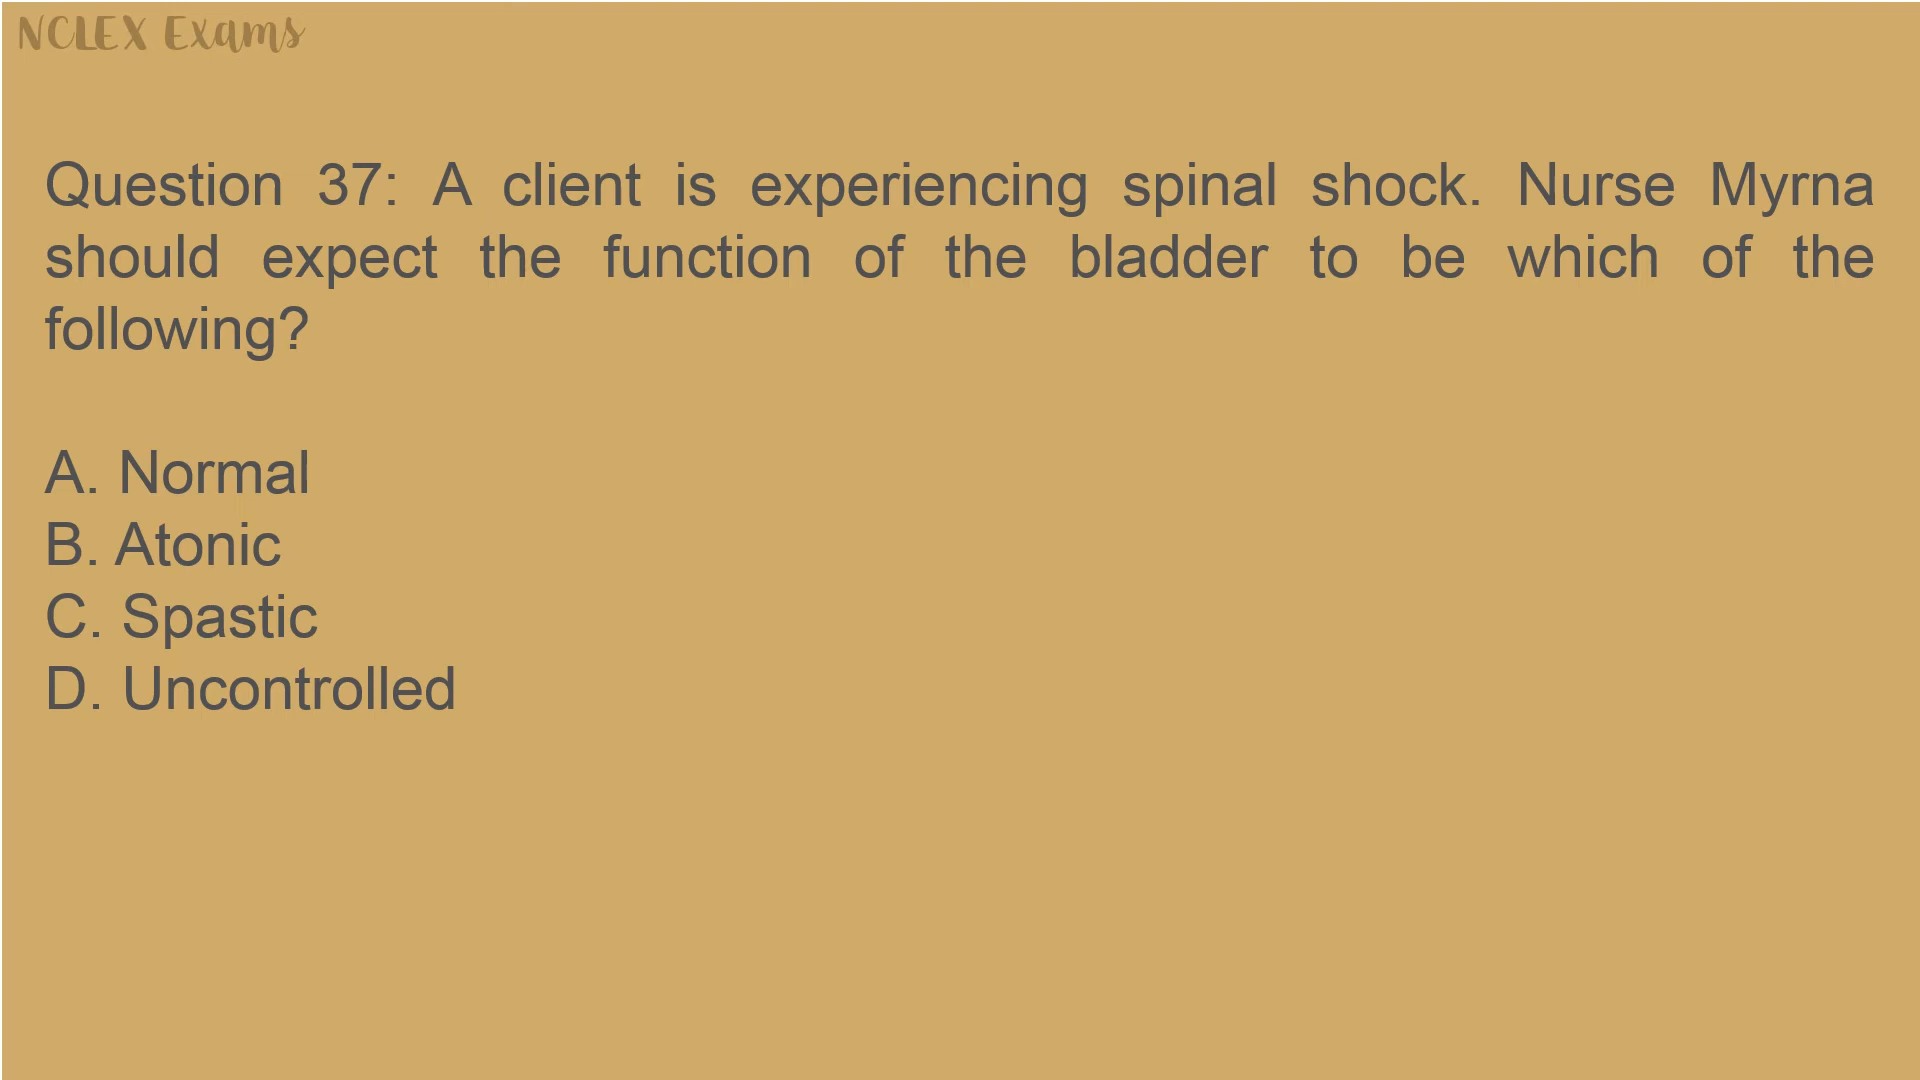 NCLEX Exams
Question 37: A client is experiencing spinal shock. Nurse Myrna
should expect the function of the bladder to be which of the
following?
A. Normal
B. Atonic
C. Spastic
D. Uncontrolled